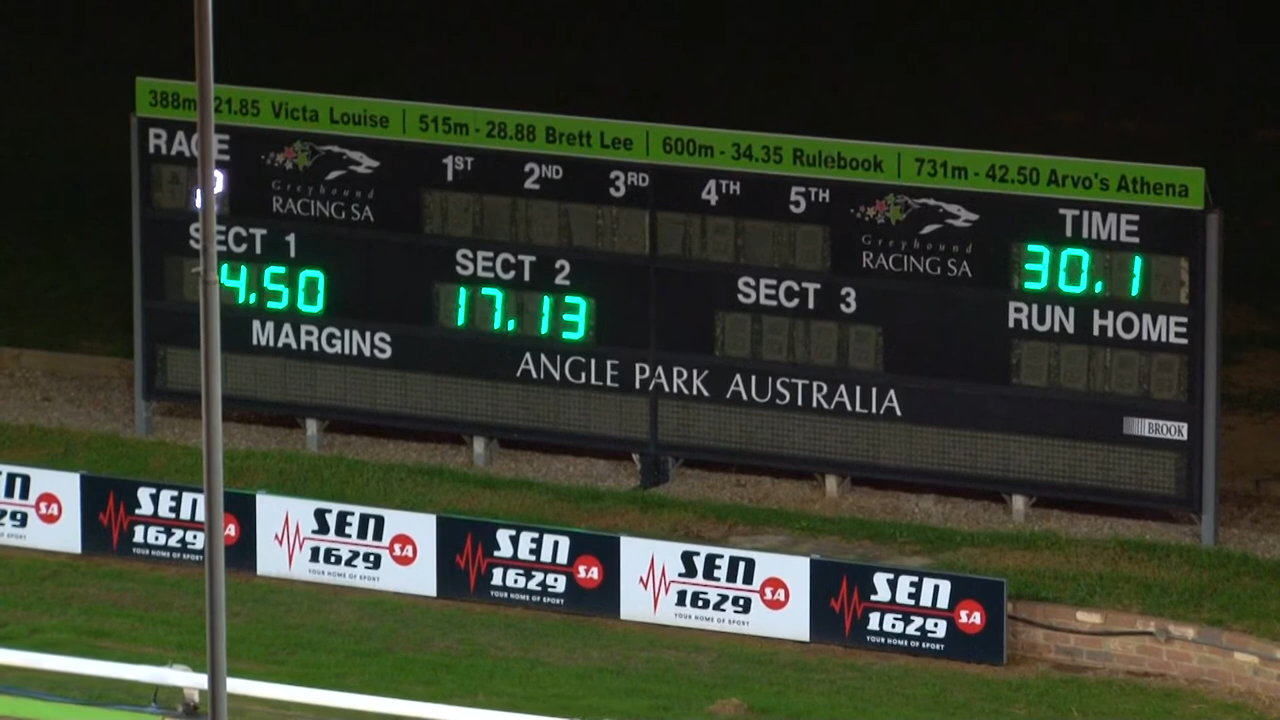 388m 21.85 Victa Louise | 515m - 28.88 Brett Lee | 600m - 34.35 Rulebook | 731m - 42.50 Arvo's Athena
RACE
Greyhound
RACING SA
1ST 2ND 3RD 4TH 5TH
Greyhound
RACING SA
TIME
30.1
SECT 1
4.50
SECT 2
17.13
SECT 3
RUN HOME
MARGINS
ANGLE PARK AUSTRALIA
BROOK
SEN SA
1629
YOUR HOME OF SPORT
SEN SA
1629
YOUR HOME OF SPORT
SEN SA
1629
YOUR HOME OF SPORT
SEN SA
1629
YOUR HOME OF SPORT
SEN SA
1629
YOUR HOME OF SPORT